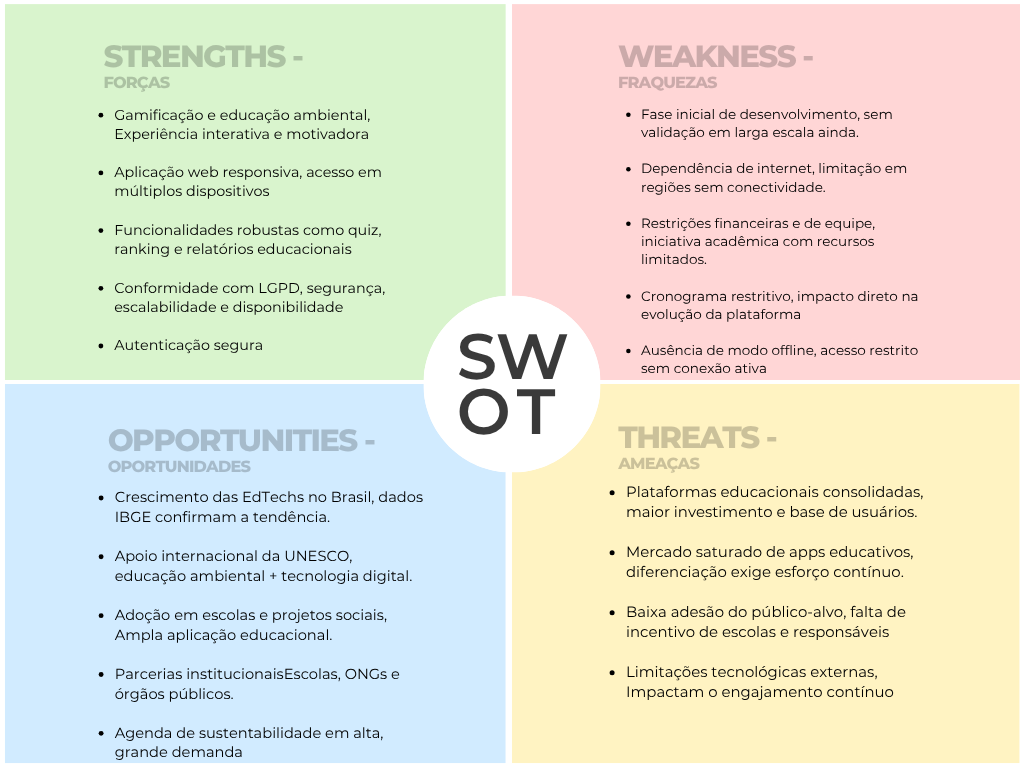 STRENGTHS -
FORÇAS
• Gamificação e educação ambiental,
Experiência interativa e motivadora
• Aplicação web responsiva, acesso em
múltiplos dispositivos
• Funcionalidades robustas como quiz,
ranking e relatórios educacionais
• Conformidade com LGPD, segurança,
escalabilidade e disponibilidade
• Autenticação segura
WEAKNESS -
FRAQUEZAS
• Fase inicial de desenvolvimento, sem
validação em larga escala ainda.
• Dependência de internet, limitação em
regiões sem conectividade.
• Restrições financeiras e de equipe,
iniciativa acadêmica com recursos
limitados.
• Cronograma restritivo, impacto direto na
evolução da plataforma
• Ausência de modo offline, acesso restrito
sem conexão ativa
SW
OT
OPPORTUNITIES -
OPORTUNIDADES
• Crescimento das EdTechs no Brasil, dados
IBGE confirmam a tendência.
• Apoio internacional da UNESCO,
educação ambiental + tecnologia digital.
• Adoção em escolas e projetos sociais,
Ampla aplicação educacional.
• Parcerias institucionaisEscolas, ONGs e
órgãos públicos.
• Agenda de sustentabilidade em alta,
grande demanda
THREATS -
AMEAÇAS
• Plataformas educacionais consolidadas,
maior investimento e base de usuários.
• Mercado saturado de apps educativos,
diferenciação exige esforço contínuo.
• Baixa adesão do público-alvo, falta de
incentivo de escolas e responsáveis
• Limitações tecnológicas externas,
Impactam o engajamento contínuo